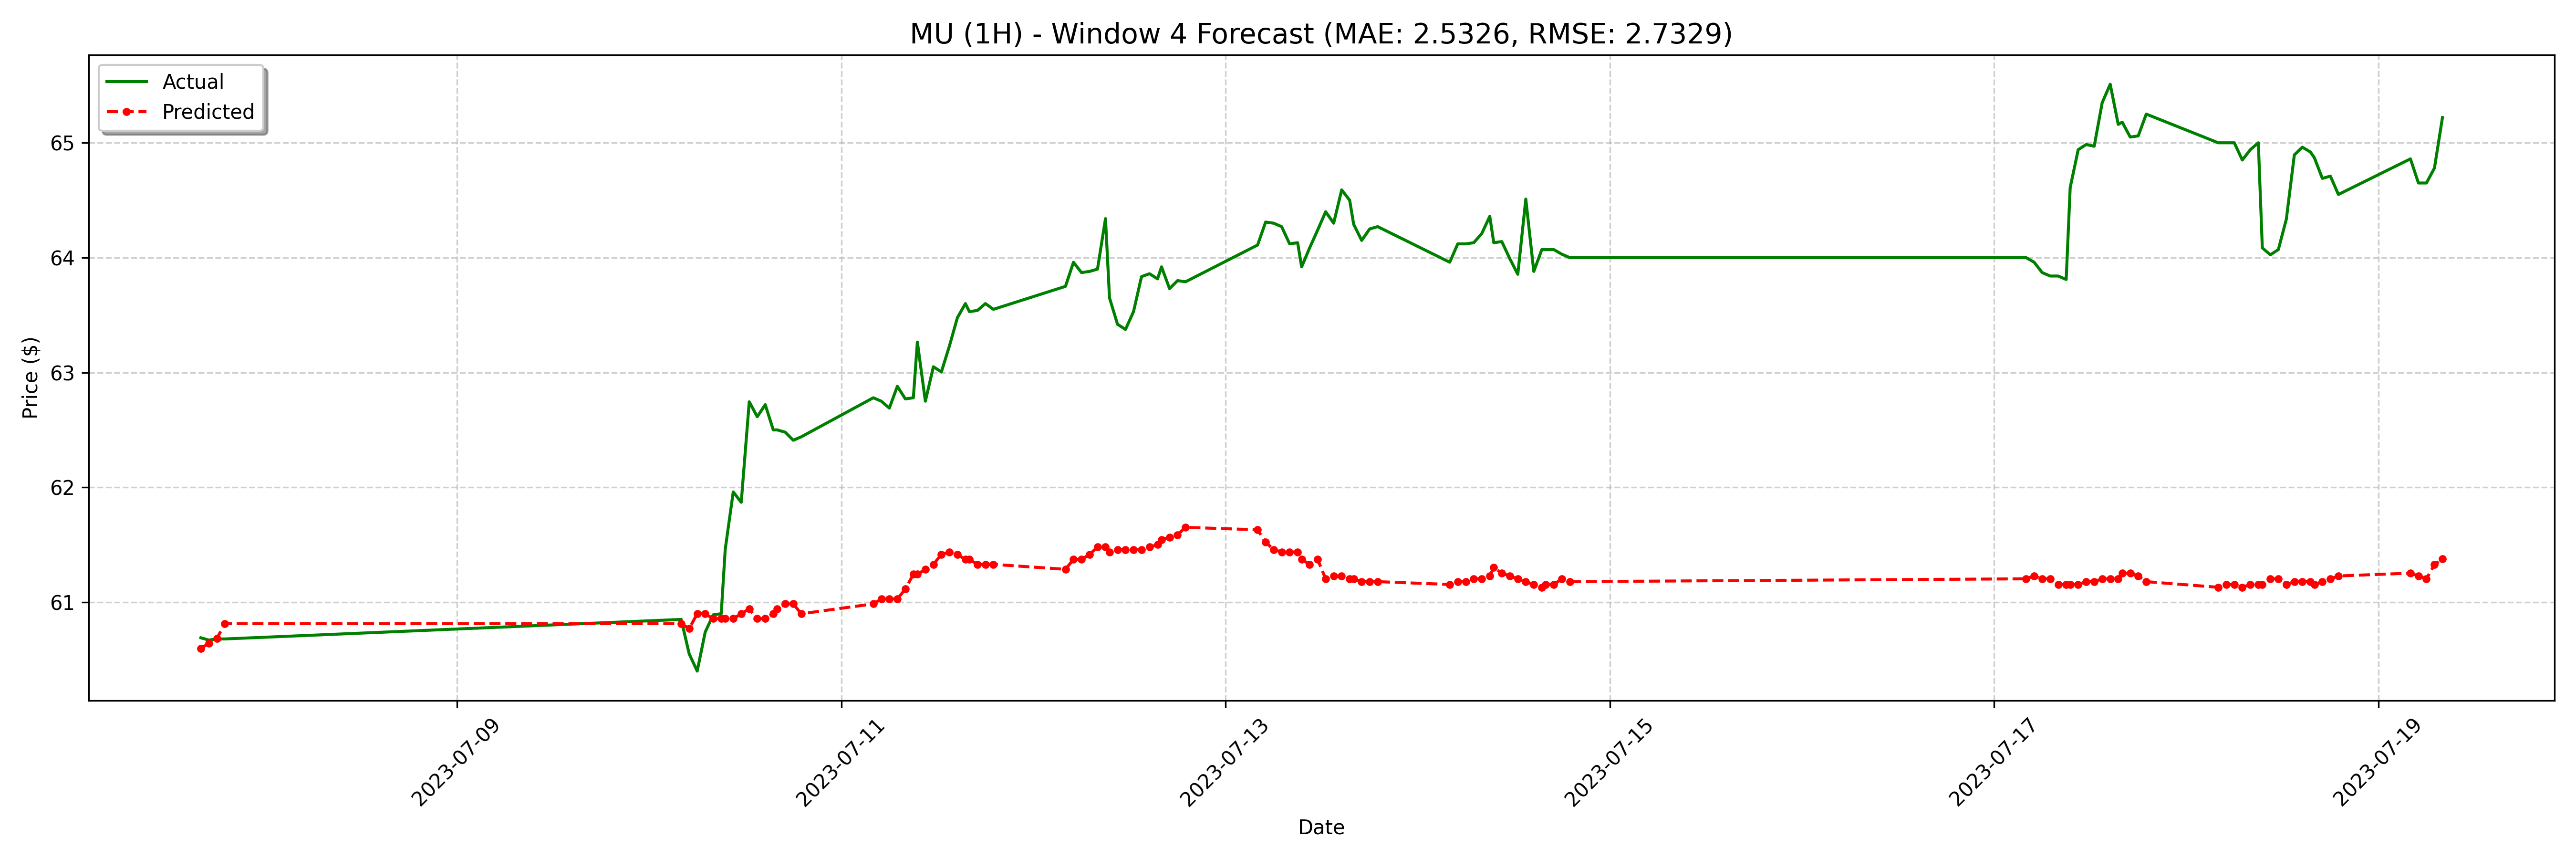 MU (1H) - Window 4 Forecast (MAE: 2.5326, RMSE: 2.7329)
Actual
Predicted
65
64
63
62
61
Price ($)
2023-07-09
2023-07-11
2023-07-13
2023-07-15
2023-07-17
2023-07-19
Date